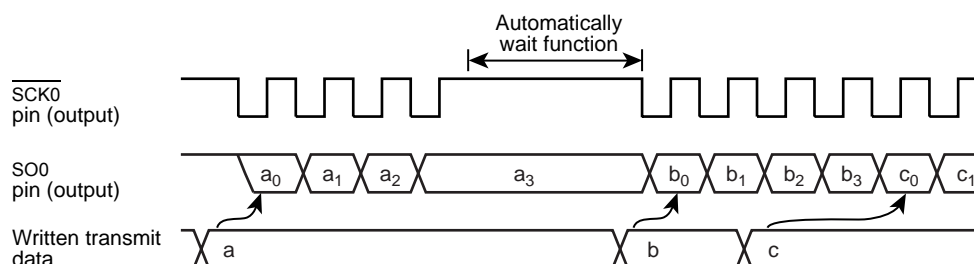 Automatically
wait function
SCK0
pin (output)
SO0
pin (output)
a0 a1 a2 a3 b0 b1 b2 b3 c0 c1
Written transmit
data
a b c